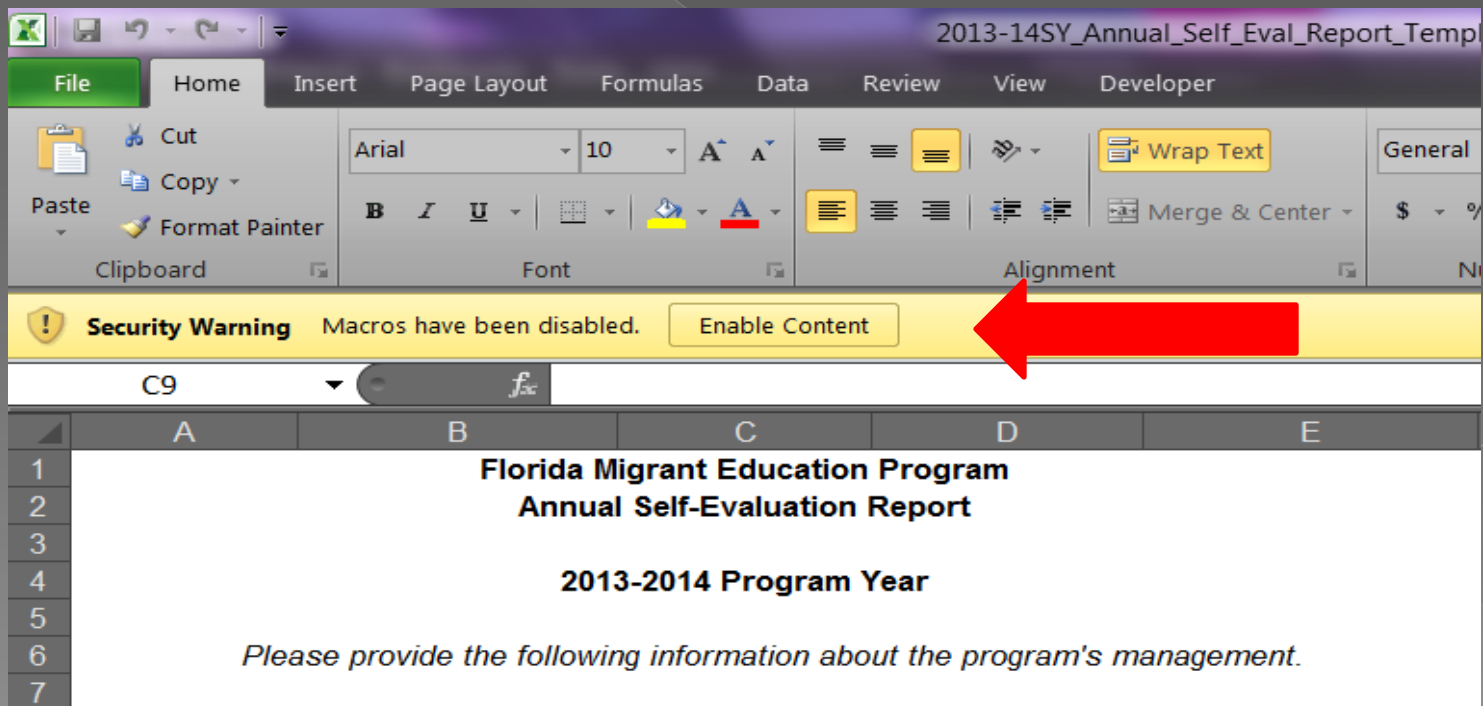 2013-14SY_Annual_Self_Eval_Report_Templ
File Home Insert Page Layout Formulas Data Review View Developer
Paste
Cut
Copy
Format Painter
Clipboard
Arial 10 A A
B I U A
Font
Wrap Text
Merge & Center
Alignment
General
$ %
Nu
! Security Warning Macros have been disabled. Enable Content
C9 fx
A B C D E
1 Florida Migrant Education Program
2 Annual Self-Evaluation Report
3
4 2013-2014 Program Year
5
6 Please provide the following information about the program's management.
7